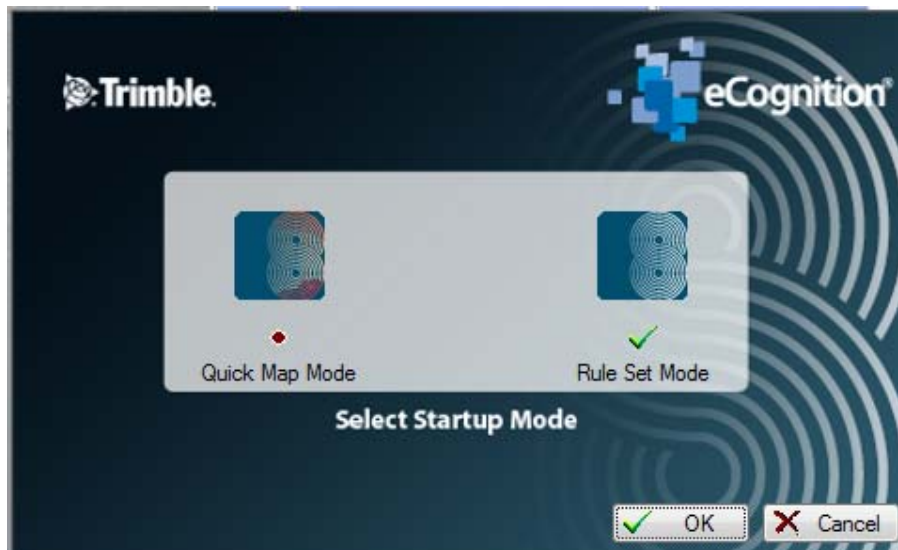 Trimble.
eCognition®
Quick Map Mode
Rule Set Mode
Select Startup Mode
OK
Cancel